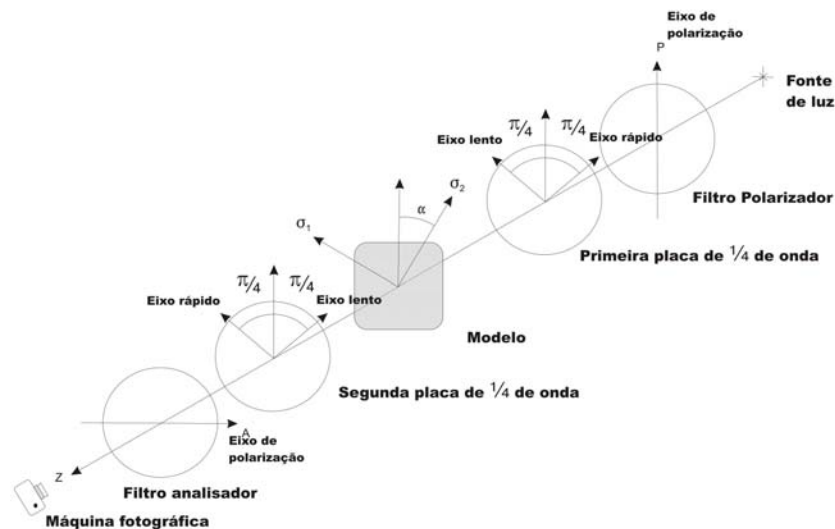 Eixo de
polarização
P
Fonte
de luz
π/4
π/4
Eixo lento
Eixo rápido
Filtro Polarizador
σ₂
α
σ₁
Primeira placa de ¼ de onda
π/4
π/4
Eixo rápido
Eixo lento
Modelo
Segunda placa de ¼ de onda
A
Eixo de
polarização
Z
Filtro analisador
Máquina fotográfica